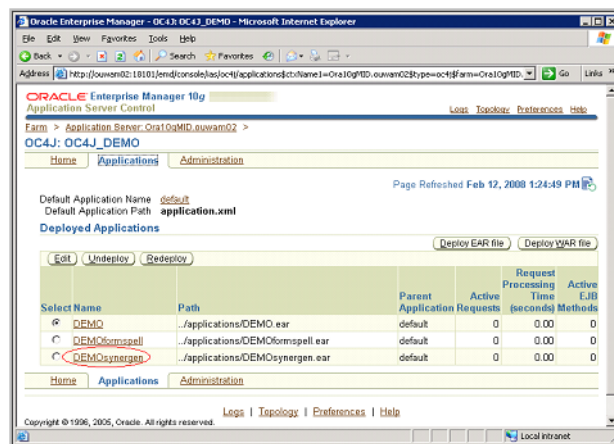 Oracle Enterprise Manager - OC4J: OC4J_DEMO - Microsoft Internet Explorer
File Edit View Favorites Tools Help
Back Search Favorites
Address http://ouwam02:18101/emd/console/ias/oc4j/applications$ctxName1=Ora10gMID.ouwam02$type=oc4j$farm=Ora10gMID. Go Links
ORACLE Enterprise Manager 10g
Application Server Control
Logs Topology Preferences Help
Farm > Application Server: Ora10gMID.ouwam02 >
OC4J: OC4J_DEMO
Home Applications Administration
Page Refreshed Feb 12, 2008 1:24:49 PM
Default Application Name default
Default Application Path application.xml
Deployed Applications
Deploy EAR file Deploy WAR file
Edit Undeploy Redeploy
Select Name Path Parent Application Active Requests Request Processing Time (seconds) Active EJB Methods
DEMO ../applications/DEMO.ear default 0 0.00 0
DEMOformspell ../applications/DEMOformspell.ear default 0 0.00 0
DEMOsynergen ../applications/DEMOsynergen.ear default 0 0.00 0
Home Applications Administration
Logs | Topology | Preferences | Help
Copyright © 1996, 2005, Oracle. All rights reserved.
Local intranet